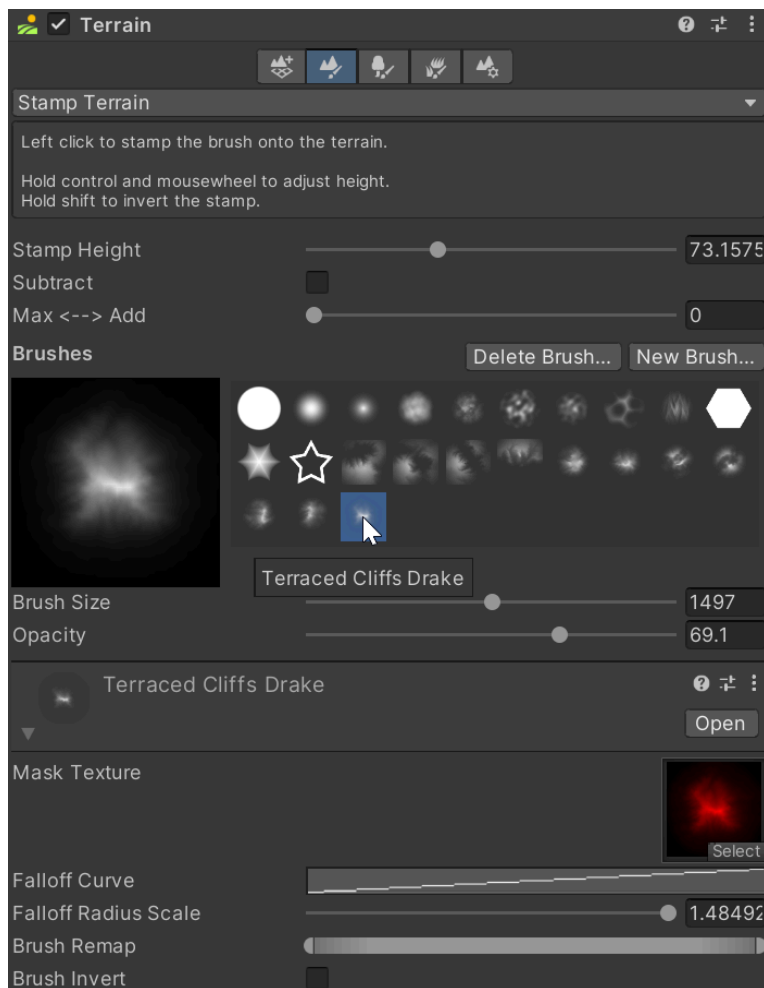 Terrain
Stamp Terrain
Left click to stamp the brush onto the terrain.
Hold control and mousewheel to adjust height.
Hold shift to invert the stamp.
Stamp Height 73.1575
Subtract
Max <--> Add 0
Brushes Delete Brush... New Brush...
Terraced Cliffs Drake
Brush Size 1497
Opacity 69.1
Terraced Cliffs Drake
Open
Mask Texture
Select
Falloff Curve
Falloff Radius Scale 1.48492
Brush Remap
Brush Invert